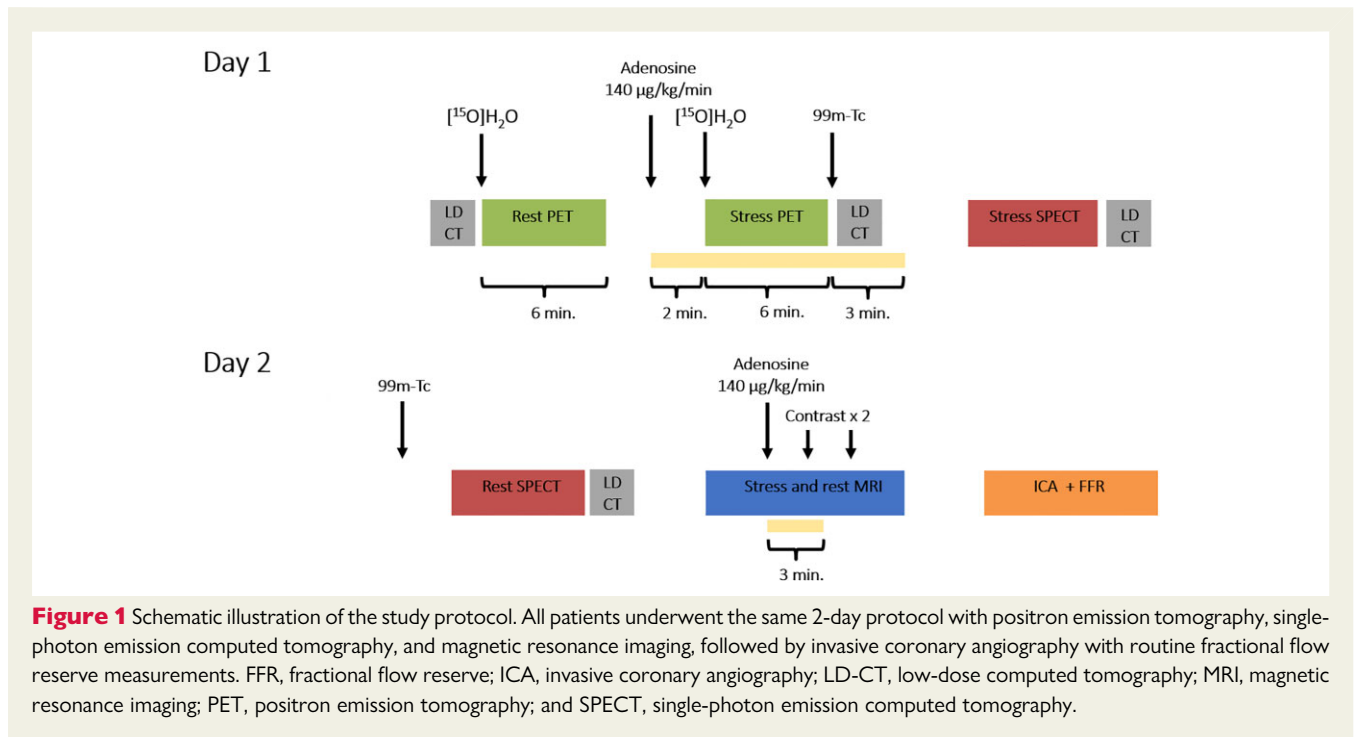 Day 1
Adenosine
140 µg/kg/min
[¹⁵O]H₂O
[¹⁵O]H₂O
99m-Tc
LD
CT
Rest PET
Stress PET
LD
CT
Stress SPECT
LD
CT
6 min.
2 min.
6 min.
3 min.
Day 2
99m-Tc
Adenosine
140 µg/kg/min
Contrast x 2
Rest SPECT
LD
CT
Stress and rest MRI
ICA + FFR
3 min.
Figure 1 Schematic illustration of the study protocol. All patients underwent the same 2-day protocol with positron emission tomography, single-
photon emission computed tomography, and magnetic resonance imaging, followed by invasive coronary angiography with routine fractional flow
reserve measurements. FFR, fractional flow reserve; ICA, invasive coronary angiography; LD-CT, low-dose computed tomography; MRI, magnetic
resonance imaging; PET, positron emission tomography; and SPECT, single-photon emission computed tomography.